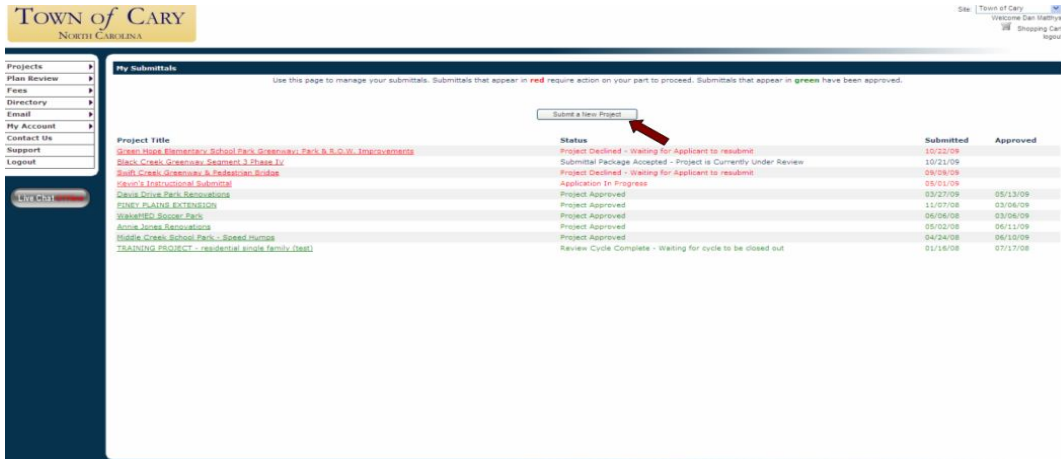 TOWN of CARY
NORTH CAROLINA
Site: Town of Cary
Welcome Dan Matthys
Shopping Cart
logout
Projects
Plan Review
Fees
Directory
Email
My Account
Contact Us
Support
Logout
Live Chat
My Submittals
Use this page to manage your submittals. Submittals that appear in red require action on your part to proceed. Submittals that appear in green have been approved.
Submit a New Project
Project Title Status Submitted Approved
Green Hope Elementary School Park Greenway; Park & R.O.W. Improvements Project Declined - Waiting for Applicant to resubmit 10/22/09
Black Creek Greenway Segment 3 Phase IV Submittal Package Accepted - Project is Currently Under Review 10/21/09
Swift Creek Greenway & Pedestrian Bridge Project Declined - Waiting for Applicant to resubmit 09/09/09
Kevin's Instructional Submittal Application In Progress 09/01/09
Davis Drive Park Renovations Project Approved 03/27/09 05/13/09
PINEY PLAINS EXTENSION Project Approved 11/07/08 03/06/09
WakeMED Soccer Park Project Approved 06/06/08 03/06/09
Annie Jones Renovations Project Approved 05/02/08 06/11/09
Middle Creek School Park - Speed Humps Project Approved 04/24/08 06/10/09
TRAINING PROJECT - residential single family (test) Review Cycle Complete - Waiting for cycle to be closed out 01/16/08 07/17/08